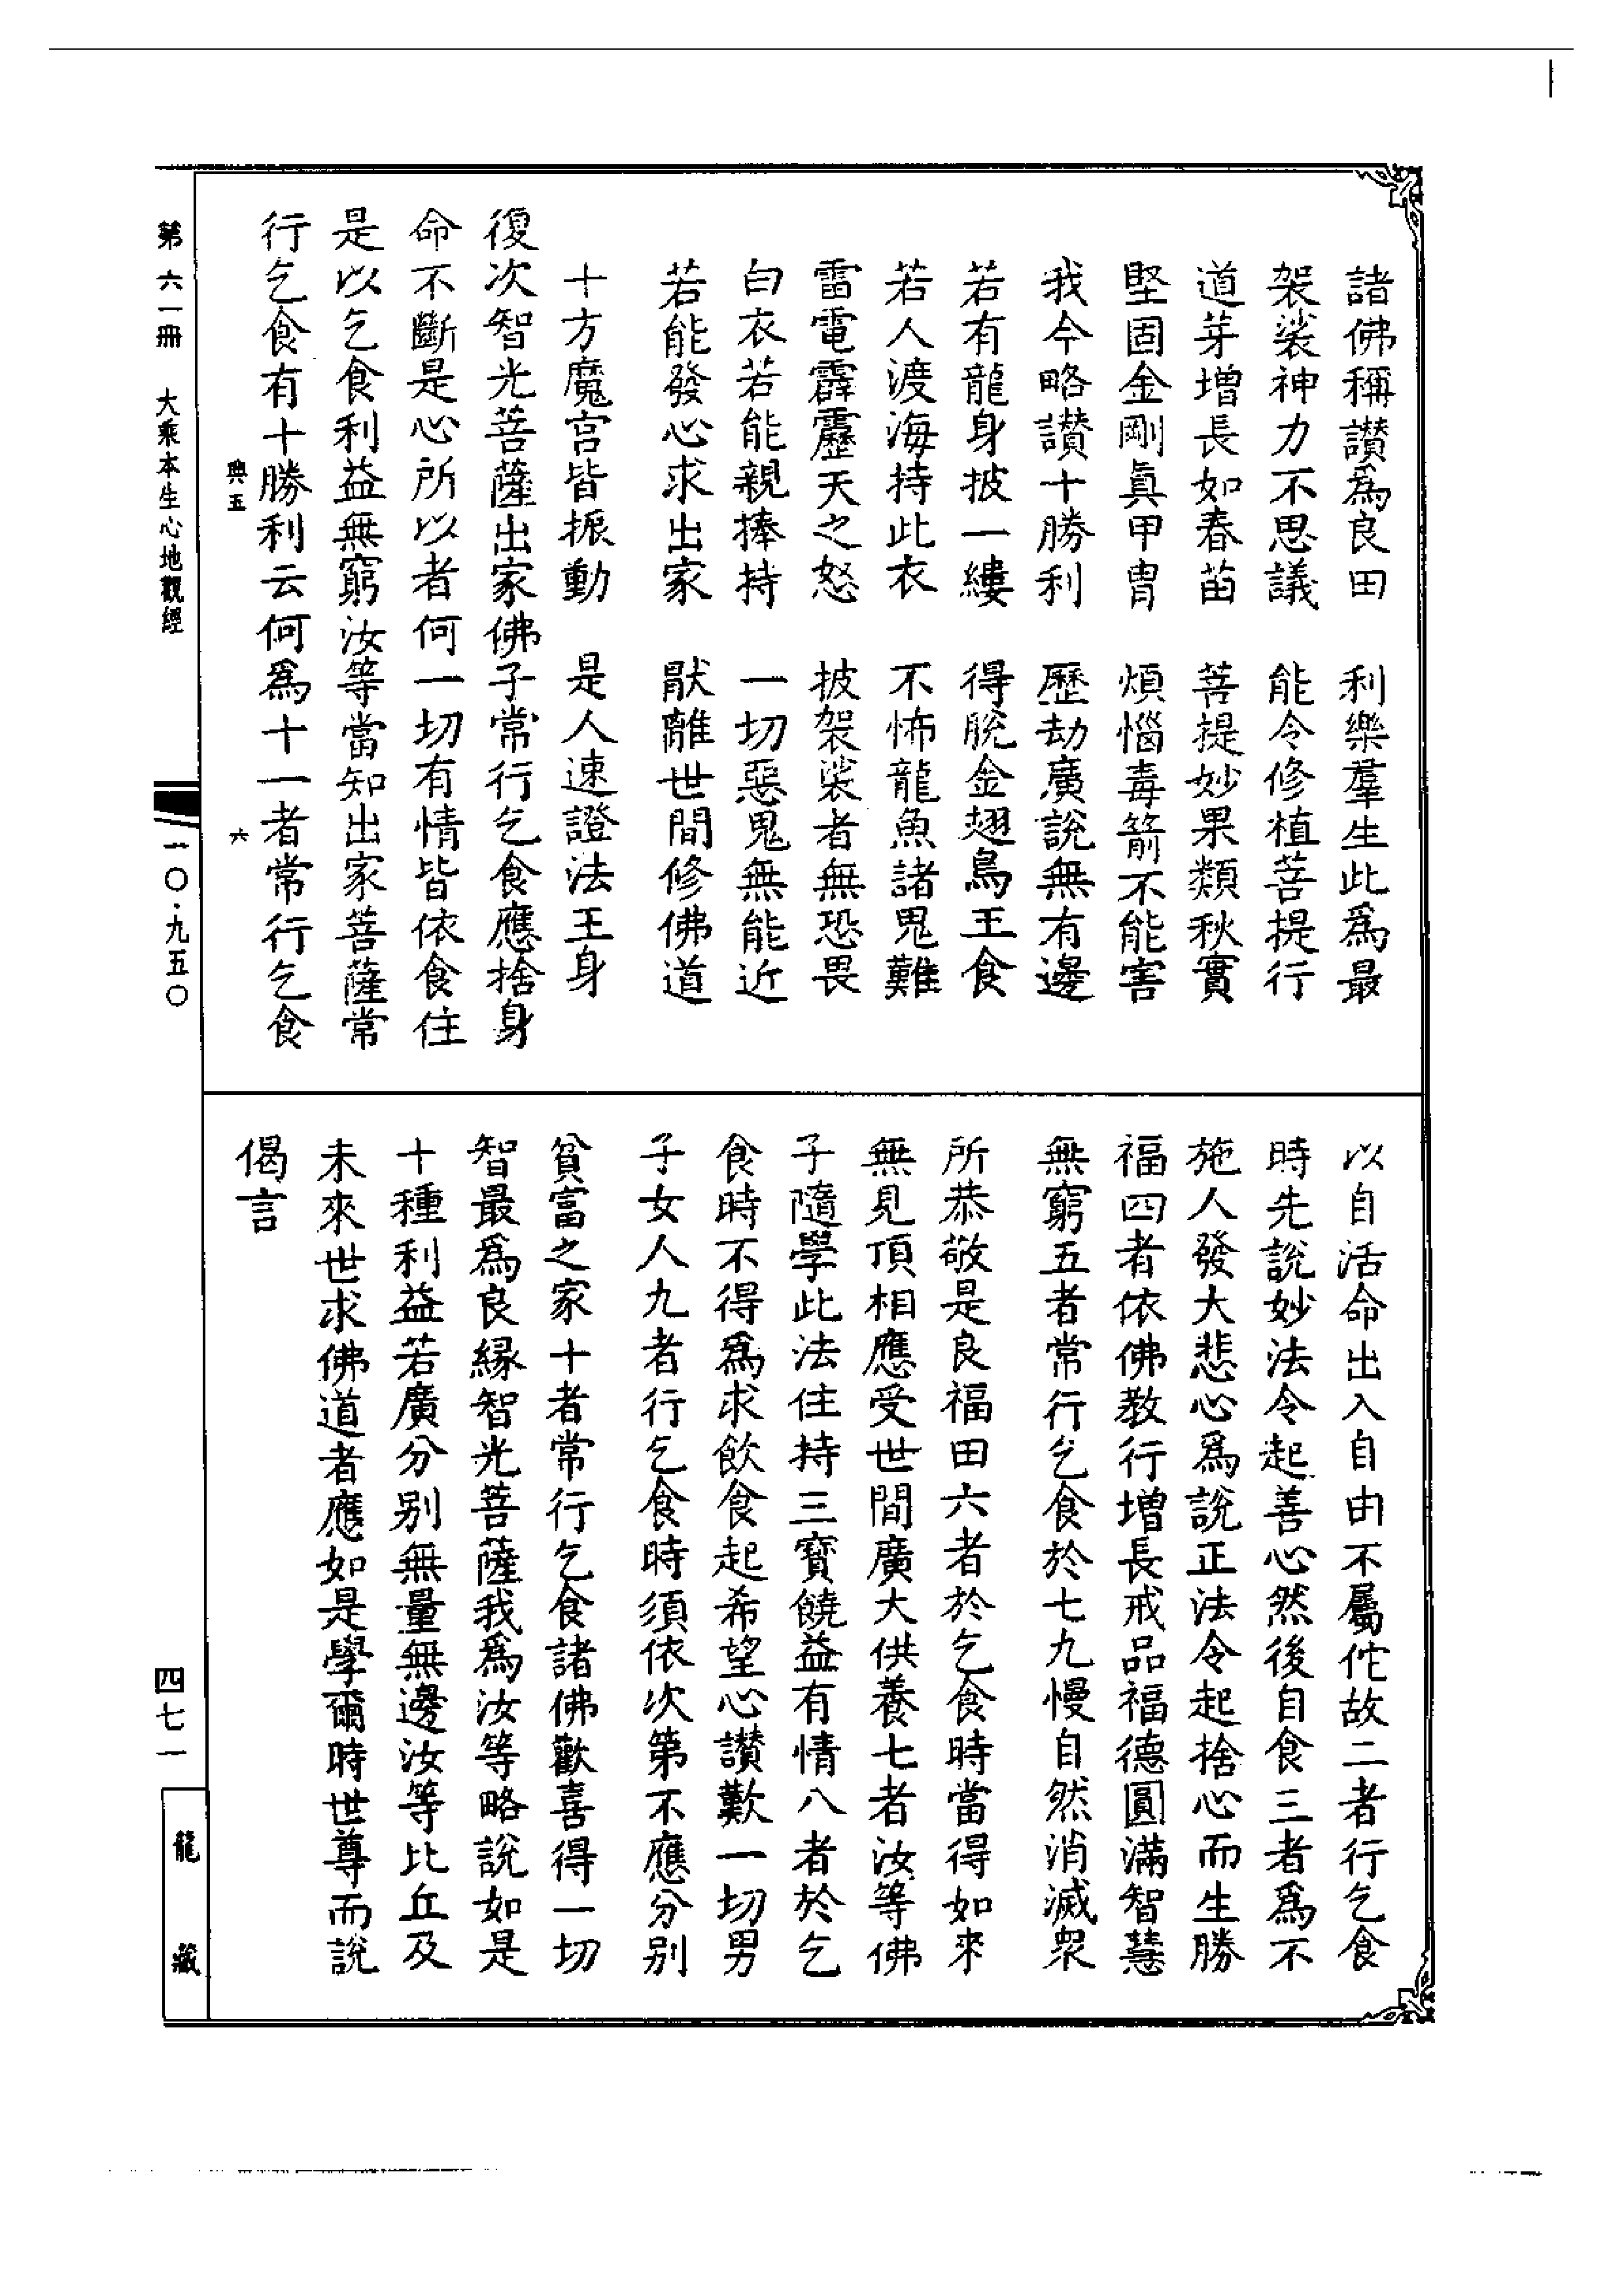 諸佛稱讃爲良田　利樂羣生此爲最
袈裟神力不思議　能令修植菩提行
道芽增長如春苗　菩提妙果類秋實
堅固金剛眞甲冑　煩惱毒箭不能害
我今略讃十勝利　歷劫廣說無有邊
若有龍身披一縷　得脫金翅鳥王食
若人渡海持此衣　不怖龍魚諸鬼難
雷電霹靂天之怒　披袈裟者無恐畏
白衣若能親捧持　一切惡鬼無能近
若能發心求出家　猒離世間修佛道
十方魔宮皆振動　是人速證法王身
復次智光菩薩出家佛子常行乞食應捨身
命不斷是心所以者何一切有情皆依食住
是以乞食利益無窮汝等當知出家菩薩常
行乞食有十勝利云何爲十一者常行乞食
以自活命出入自由不屬佗故二者行乞食
時先說妙法令起善心然後自食三者爲不
施人發大悲心爲說正法令起捨心而生勝
福四者依佛教行增長戒品福德圓滿智慧
無窮五者常行乞食於七九慢自然消滅衆
所恭敬是良福田六者於乞食時當得如來
無見頂相應受世間廣大供養七者汝等佛
子隨學此法住持三寶饒益有情八者於乞
食時不得爲求飲食起希望心讃歎一切男
子女人九者行乞食時須依次第不應分別
貧富之家十者常行乞食諸佛歡喜得一切
智最爲良緣智光菩薩我爲汝等略說如是
十種利益若廣分別無量無邊汝等比丘及
未來世求佛道者應如是學爾時世尊而說
偈言
興五　六
第六一冊　大乘本生心地觀經　一〇·九五〇
四七一
龍藏